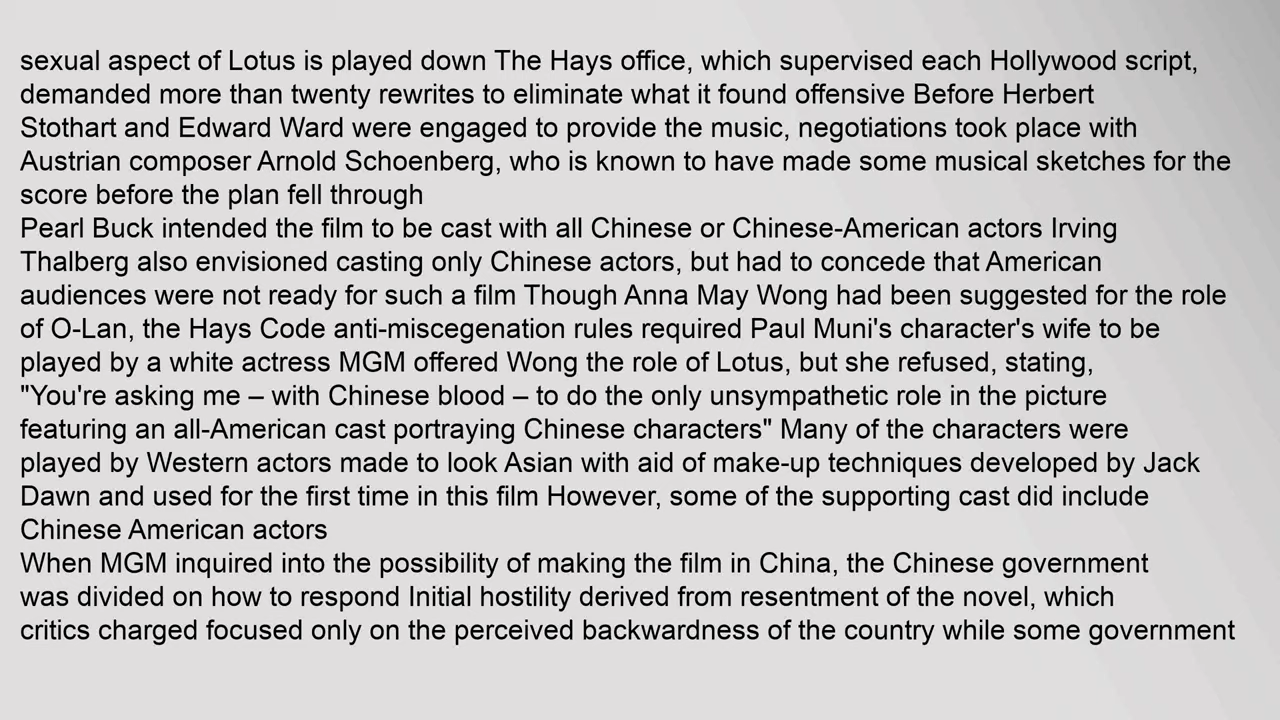 sexual aspect of Lotus is played down The Hays office, which supervised each Hollywood script,
demanded more than twenty rewrites to eliminate what it found offensive Before Herbert
Stothart and Edward Ward were engaged to provide the music, negotiations took place with
Austrian composer Arnold Schoenberg, who is known to have made some musical sketches for the
score before the plan fell through
Pearl Buck intended the film to be cast with all Chinese or Chinese-American actors Irving
Thalberg also envisioned casting only Chinese actors, but had to concede that American
audiences were not ready for such a film Though Anna May Wong had been suggested for the role
of O-Lan, the Hays Code anti-miscegenation rules required Paul Muni's character's wife to be
played by a white actress MGM offered Wong the role of Lotus, but she refused, stating,
"You're asking me – with Chinese blood – to do the only unsympathetic role in the picture
featuring an all-American cast portraying Chinese characters" Many of the characters were
played by Western actors made to look Asian with aid of make-up techniques developed by Jack
Dawn and used for the first time in this film However, some of the supporting cast did include
Chinese American actors
When MGM inquired into the possibility of making the film in China, the Chinese government
was divided on how to respond Initial hostility derived from resentment of the novel, which
critics charged focused only on the perceived backwardness of the country while some government